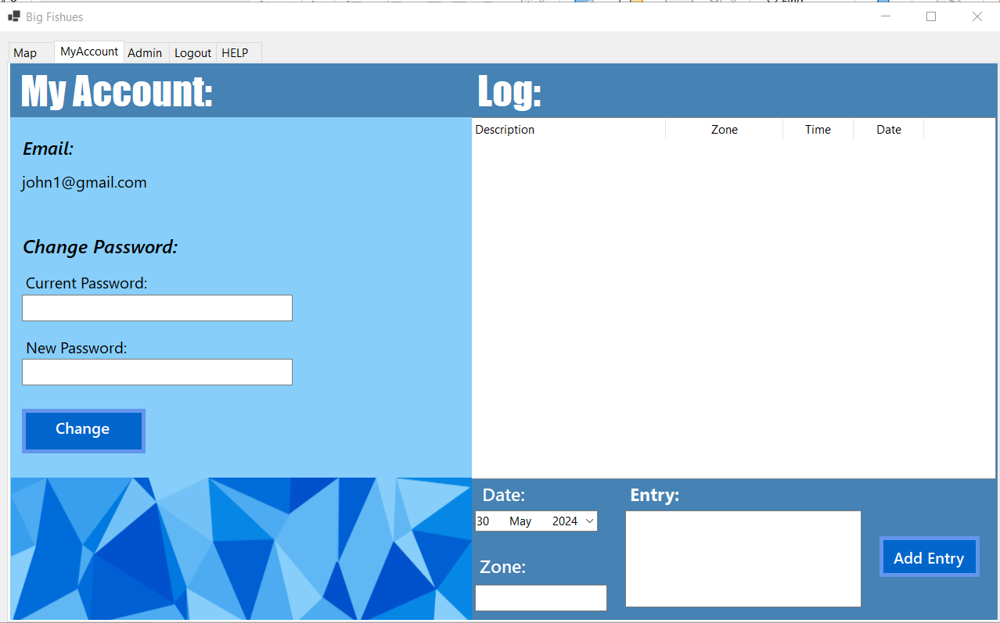 Big Fishues
Map MyAccount Admin Logout HELP
My Account:
Email:
john1@gmail.com
Change Password:
Current Password:
New Password:
Change
Log:
Description Zone Time Date
Date:
30 May 2024
Zone:
Entry:
Add Entry